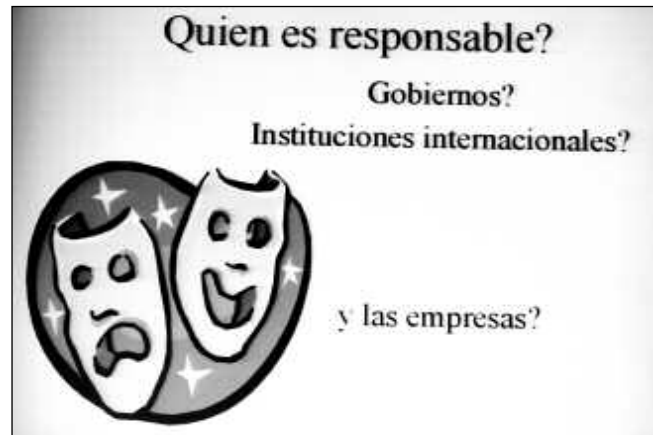 Quien es responsable?
Gobiernos?
Instituciones internacionales?
y las empresas?